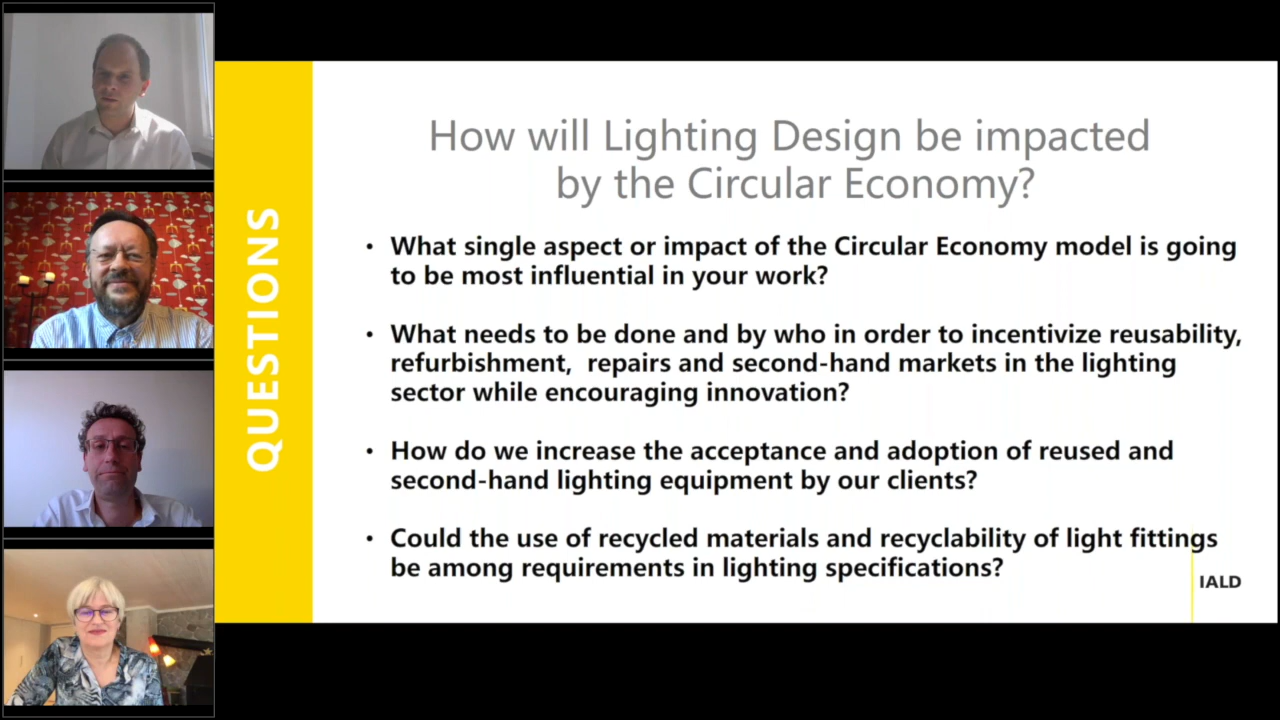 QUESTIONS
How will Lighting Design be impacted
by the Circular Economy?
• What single aspect or impact of the Circular Economy model is going
to be most influential in your work?
• What needs to be done and by who in order to incentivize reusability,
refurbishment, repairs and second-hand markets in the lighting
sector while encouraging innovation?
• How do we increase the acceptance and adoption of reused and
second-hand lighting equipment by our clients?
• Could the use of recycled materials and recyclability of light fittings
be among requirements in lighting specifications?
IALD